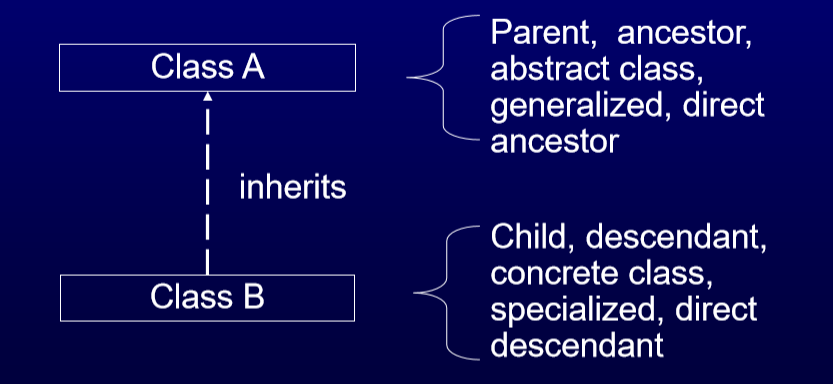 Class A
Parent, ancestor,
abstract class,
generalized, direct
ancestor
inherits
Class B
Child, descendant,
concrete class,
specialized, direct
descendant